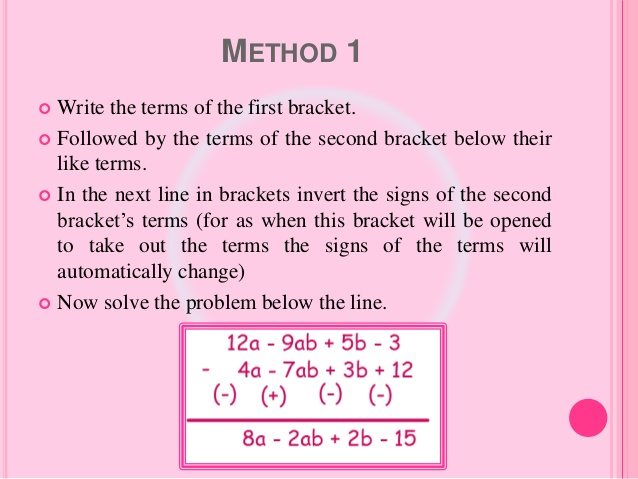 METHOD 1
Write the terms of the first bracket.
Followed by the terms of the second bracket below their
like terms.
In the next line in brackets invert the signs of the second
bracket's terms (for as when this bracket will be opened
to take out the terms the signs of the terms will
automatically change)
Now solve the problem below the line.
12a - 9ab + 5b - 3
- 4a - 7ab + 3b + 12
(-) (+) (-) (-)
8a - 2ab + 2b - 15